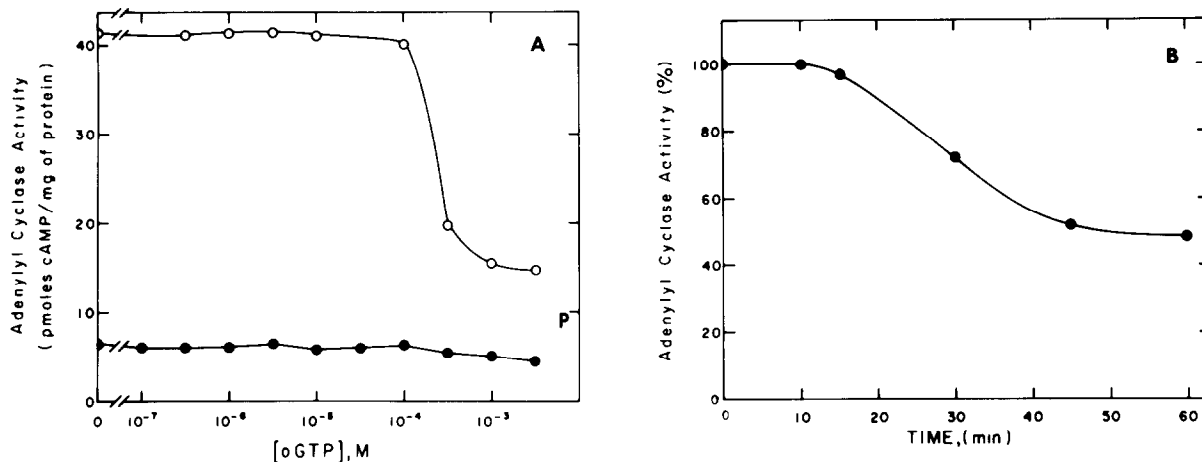 A
Adenylyl Cyclase Activity
( pmoles cAMP/mg of protein)
40
30
20
10
0
P
0 10⁻⁷ 10⁻⁶ 10⁻⁵ 10⁻⁴ 10⁻³
[oGTP], M
B
Adenylyl Cyclase Activity (%)
100
80
60
40
20
0
0 10 20 30 40 50 60
TIME, (min)